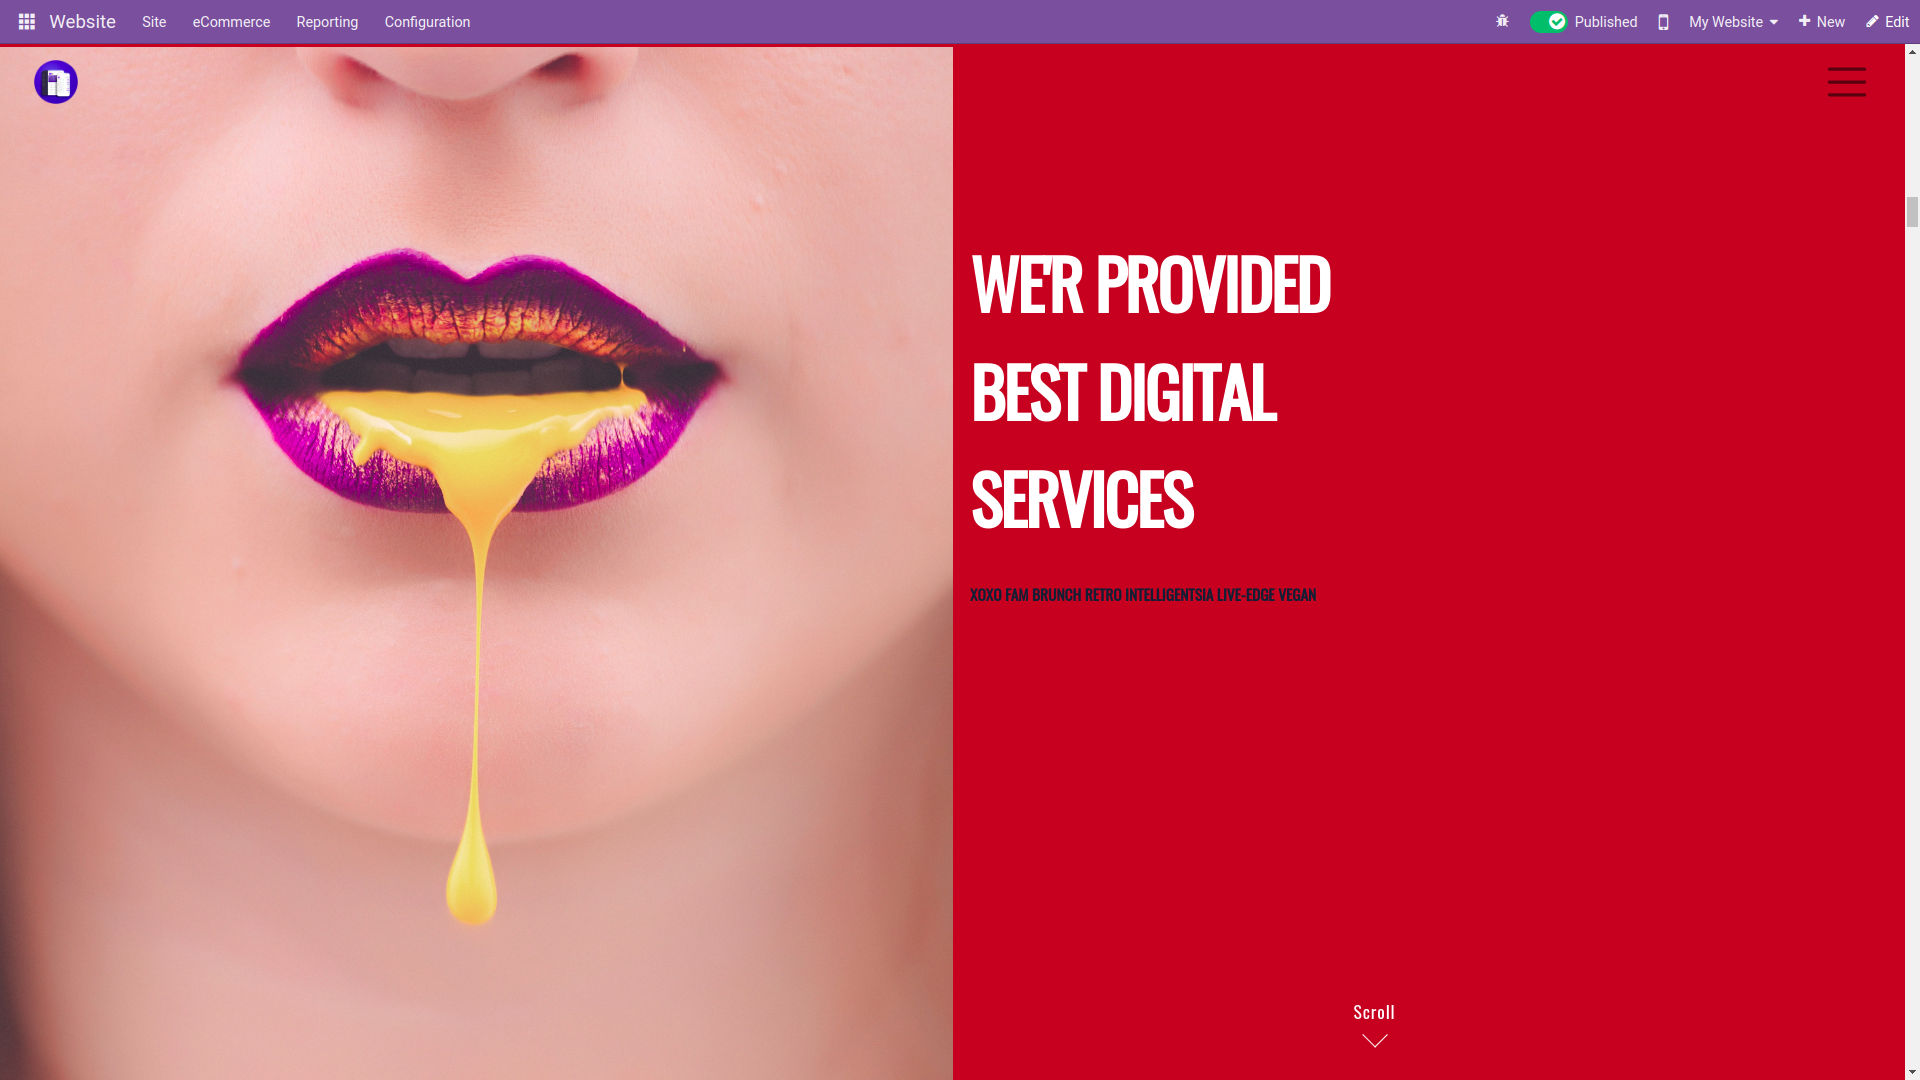 Website Site eCommerce Reporting Configuration Published My Website New Edit
WE'R PROVIDED
BEST DIGITAL
SERVICES
XOXO FAM BRUNCH RETRO INTELLIGENTSIA LIVE-EDGE VEGAN
Scroll